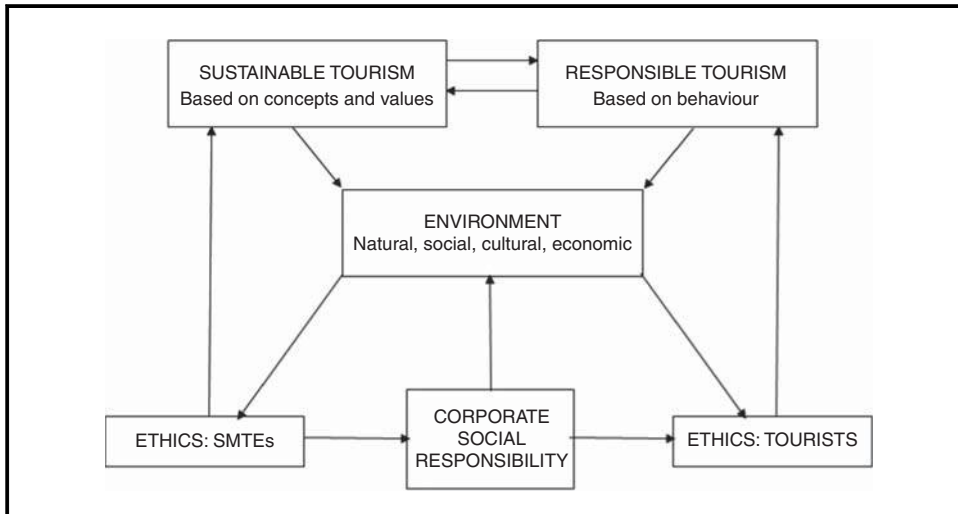 SUSTAINABLE TOURISM
Based on concepts and values
RESPONSIBLE TOURISM
Based on behaviour
ENVIRONMENT
Natural, social, cultural, economic
ETHICS: SMTEs
CORPORATE
SOCIAL
RESPONSIBILITY
ETHICS: TOURISTS